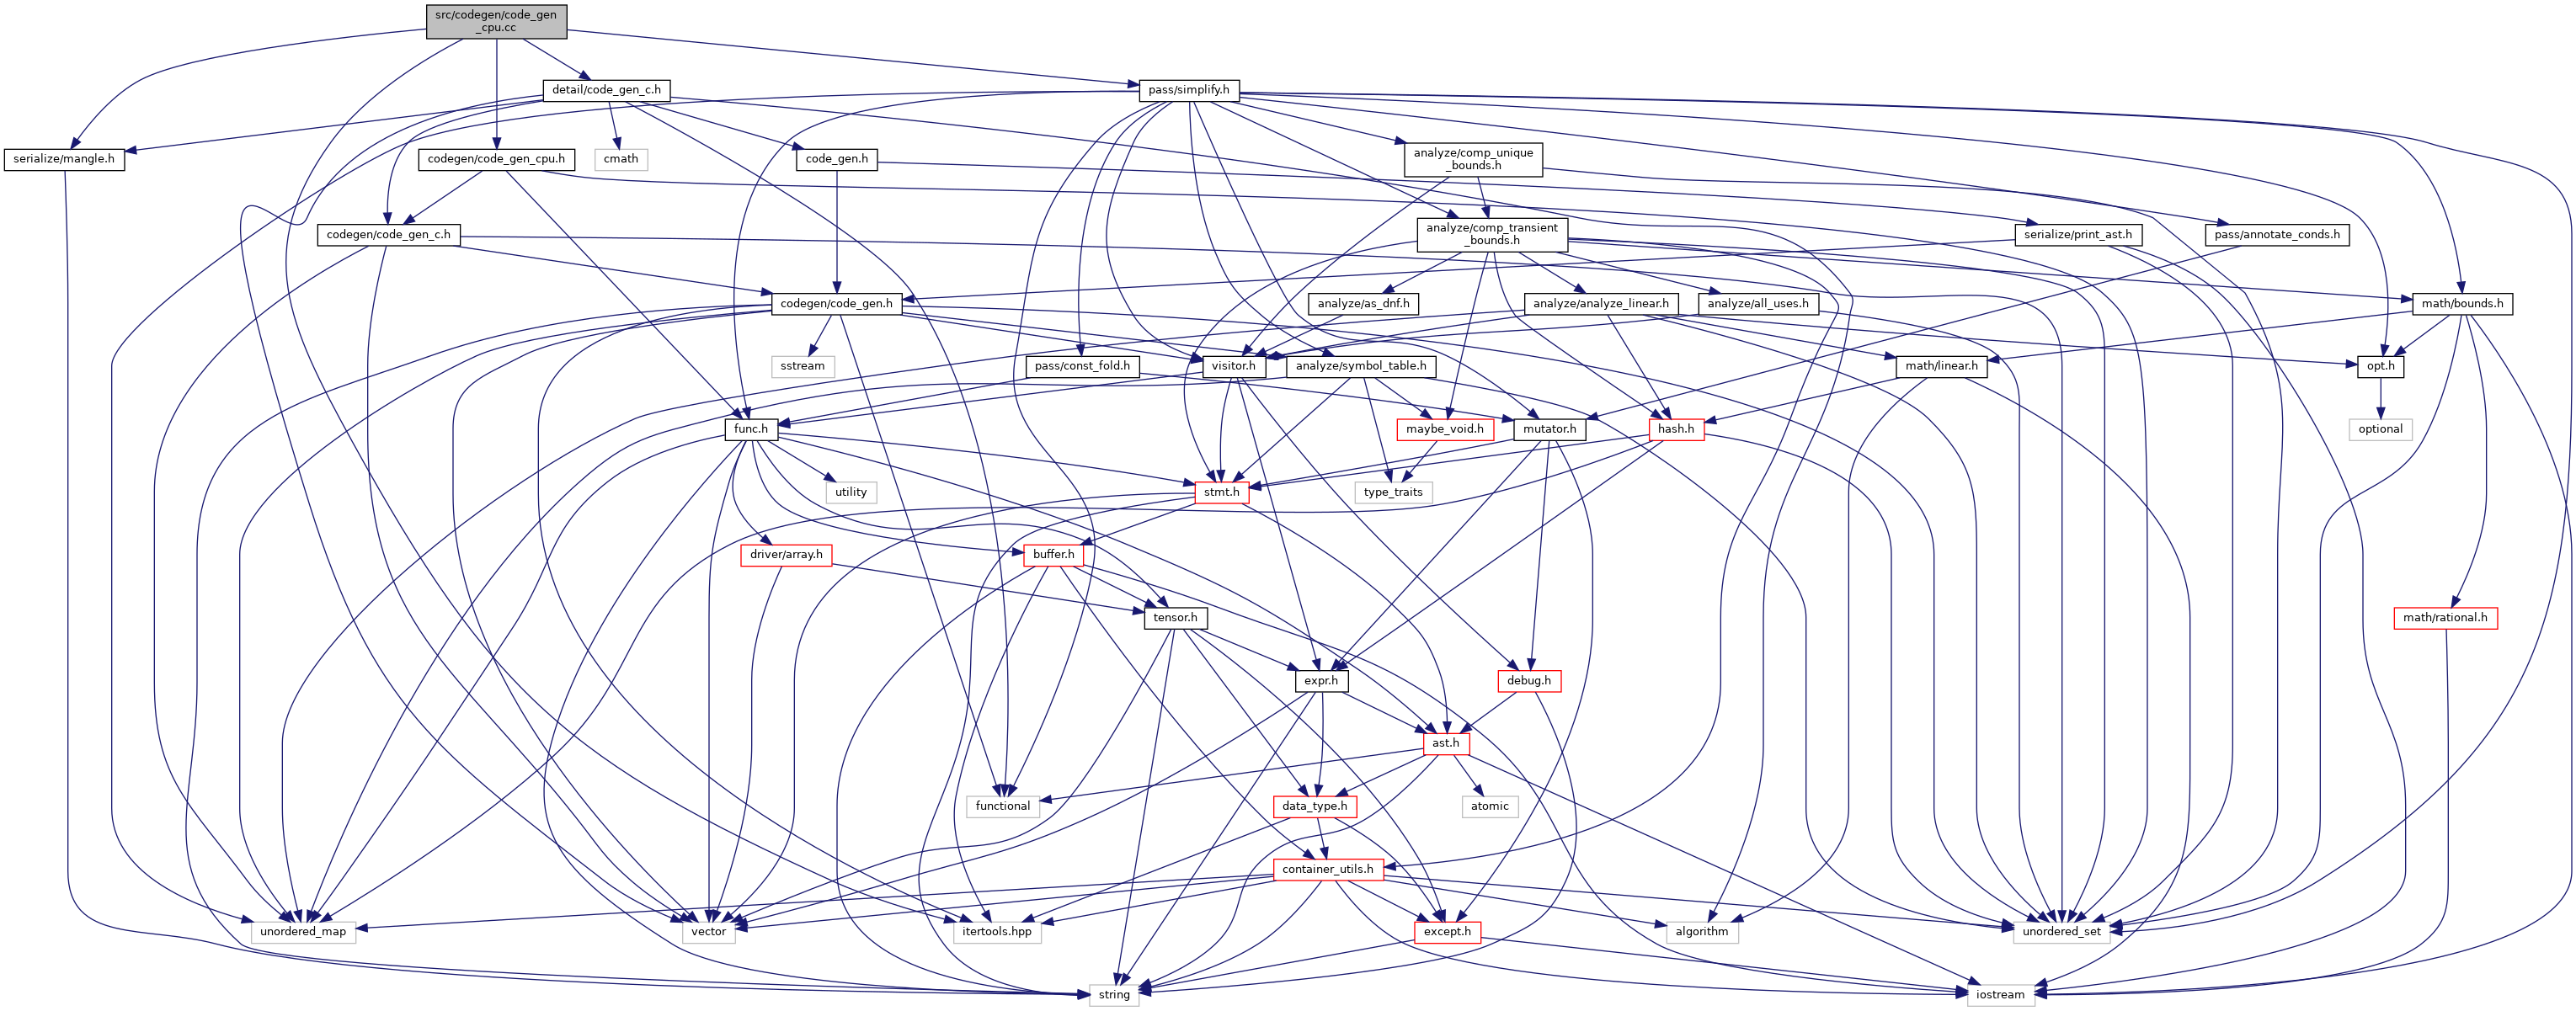 src/codegen/code_gen
_cpu.cc
detail/code_gen_c.h
pass/simplify.h
serialize/mangle.h
codegen/code_gen_cpu.h
cmath
code_gen.h
analyze/comp_unique
_bounds.h
codegen/code_gen_c.h
analyze/comp_transient
_bounds.h
serialize/print_ast.h
pass/annotate_conds.h
codegen/code_gen.h
analyze/as_dnf.h
analyze/analyze_linear.h
analyze/all_uses.h
math/bounds.h
sstream
pass/const_fold.h
visitor.h
analyze/symbol_table.h
math/linear.h
opt.h
func.h
maybe_void.h
mutator.h
hash.h
optional
utility
stmt.h
type_traits
driver/array.h
buffer.h
tensor.h
math/rational.h
expr.h
debug.h
ast.h
functional
data_type.h
atomic
container_utils.h
unordered_map
vector
itertools.hpp
except.h
algorithm
unordered_set
string
iostream